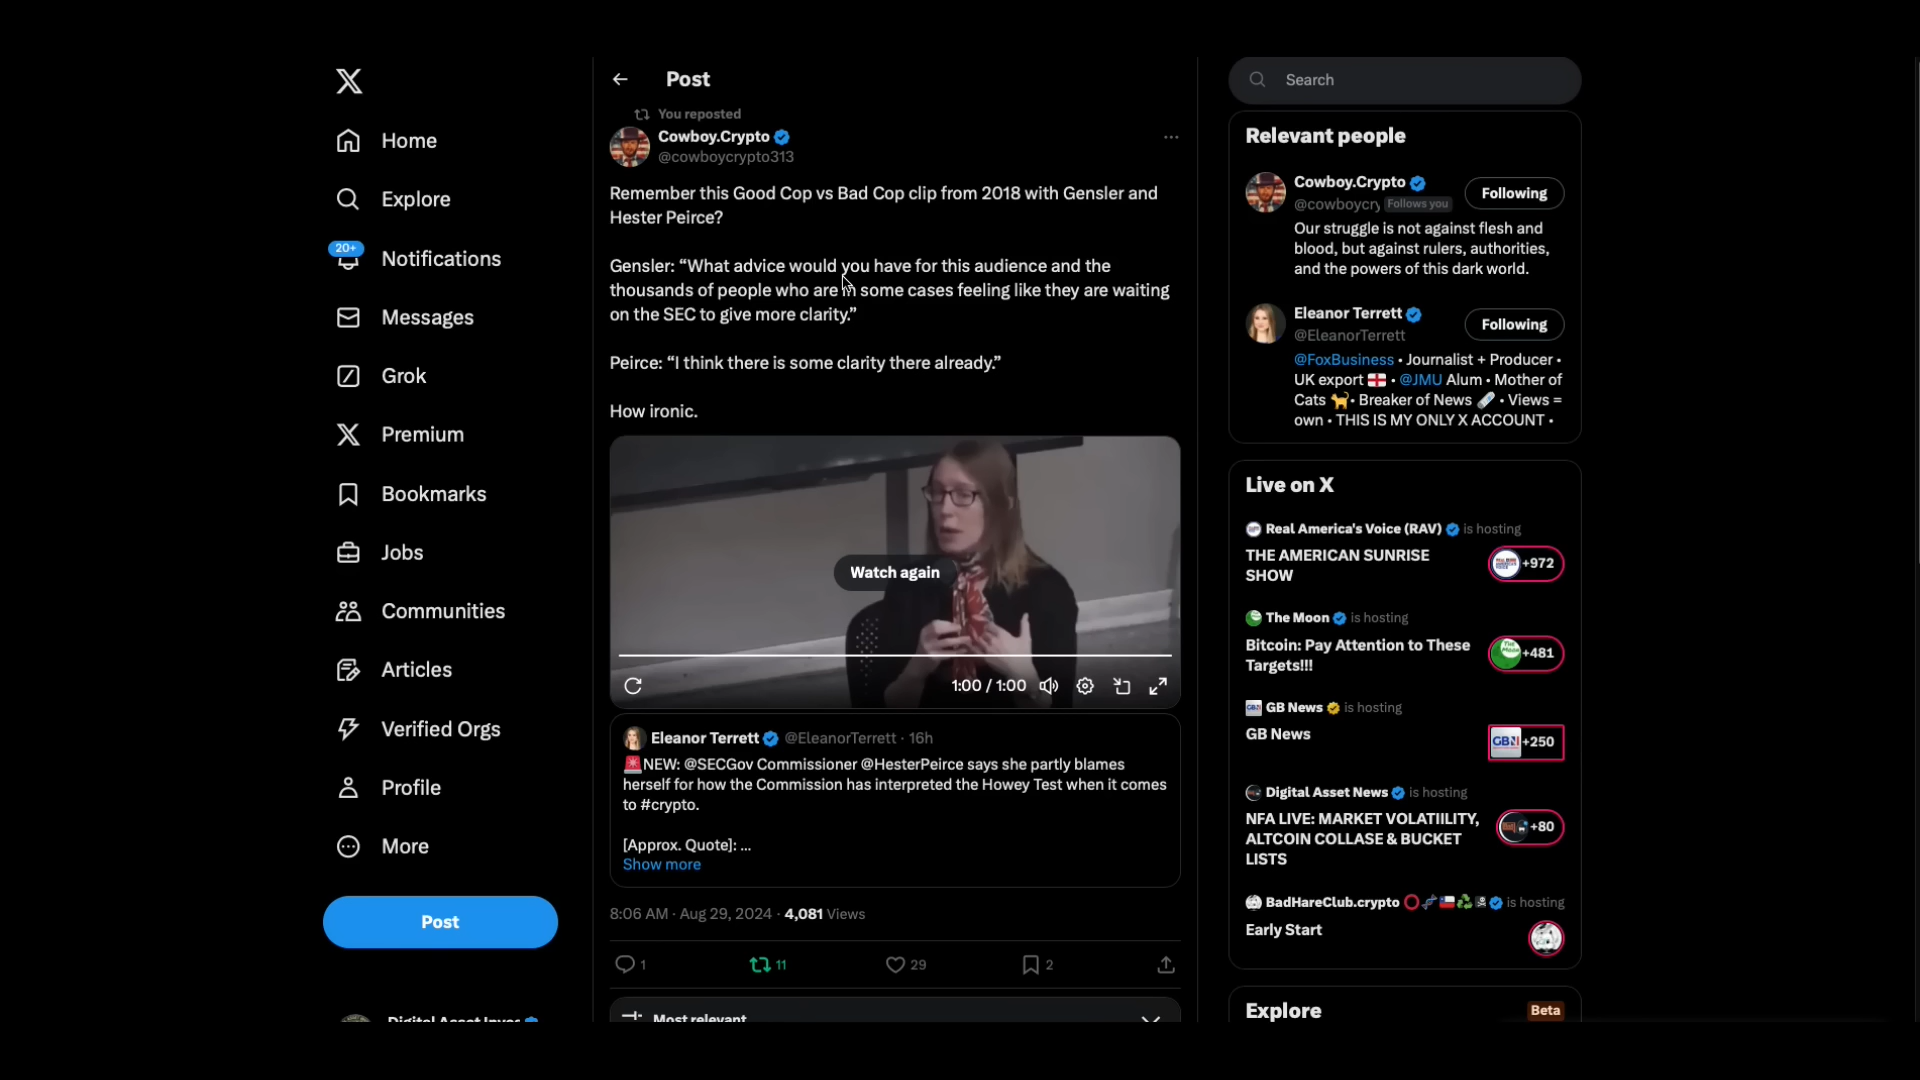 Home
Explore
20+
Notifications
Messages
Grok
Premium
Bookmarks
Jobs
Communities
Articles
Verified Orgs
Profile
More
Post
Post
You reposted
Cowboy.Crypto
@cowboycrypto313
Remember this Good Cop vs Bad Cop clip from 2018 with Gensler and
Hester Peirce?
Gensler: “What advice would you have for this audience and the
thousands of people who are in some cases feeling like they are waiting
on the SEC to give more clarity.”
Peirce: “I think there is some clarity there already.”
How ironic.
Watch again
1:00 / 1:00
Eleanor Terrett @EleanorTerrett · 16h
🚨NEW: @SECGov Commissioner @HesterPeirce says she partly blames
herself for how the Commission has interpreted the Howey Test when it comes
to #crypto.
[Approx. Quote]: ...
Show more
8:06 AM · Aug 29, 2024 · 4,081 Views
1 11 29 2
Most relevant
Search
Relevant people
Cowboy.Crypto
@cowboycry Follows you
Following
Our struggle is not against flesh and
blood, but against rulers, authorities,
and the powers of this dark world.
Eleanor Terrett
@EleanorTerrett
Following
@FoxBusiness • Journalist + Producer •
UK export 🏴󠁧󠁢󠁥󠁮󠁧󠁿 • @JMU Alum • Mother of
Cats 🐈 • Breaker of News 🗞️ • Views =
own • THIS IS MY ONLY X ACCOUNT •
Live on X
Real America's Voice (RAV) is hosting
THE AMERICAN SUNRISE
SHOW
+972
The Moon is hosting
Bitcoin: Pay Attention to These
Targets!!!
+481
GB News is hosting
GB News
+250
Digital Asset News is hosting
NFA LIVE: MARKET VOLATIILITY,
ALTCOIN COLLASE & BUCKET
LISTS
+80
BadHareClub.crypto is hosting
Early Start
Explore
Beta